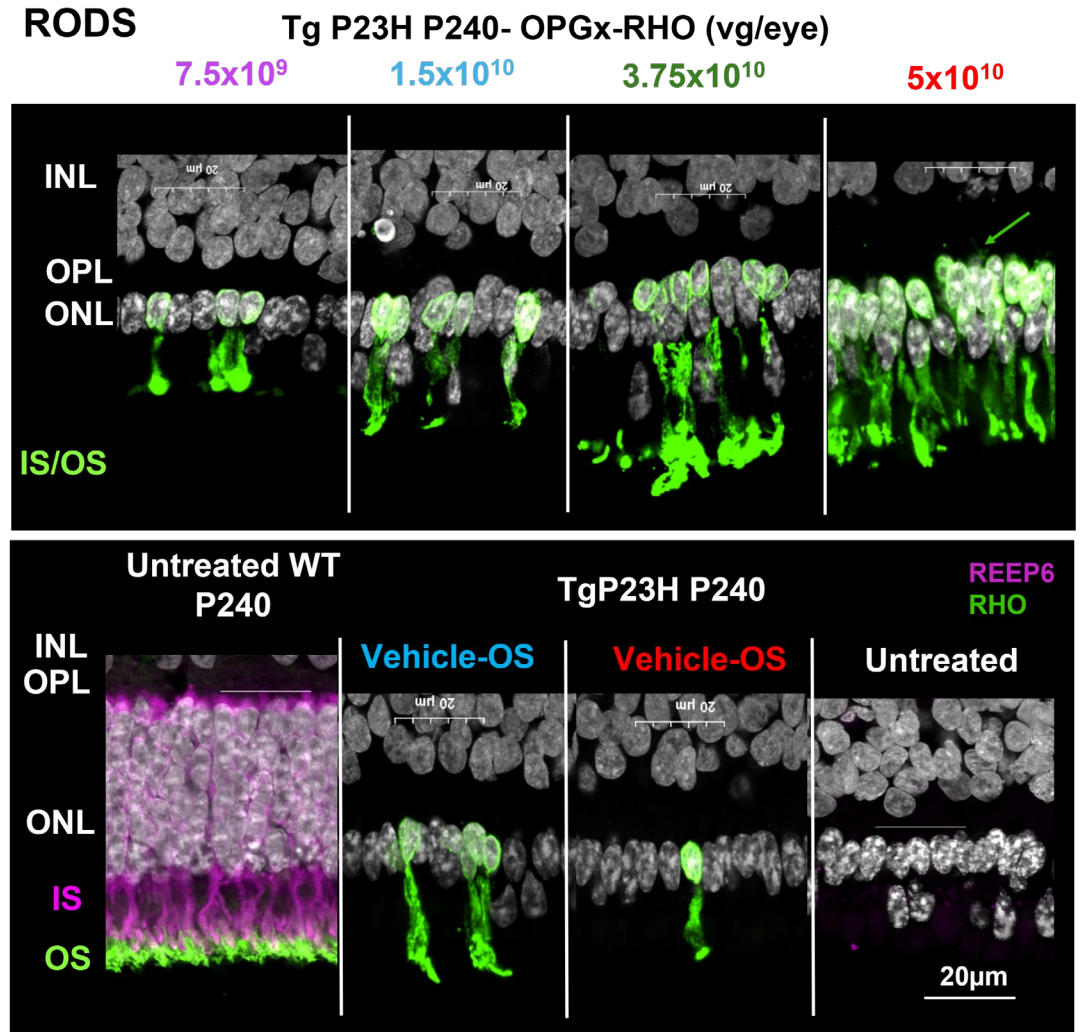 RODS
Tg P23H P240- OPGx-RHO (vg/eye)
7.5x10⁹
1.5x10¹⁰
3.75x10¹⁰
5x10¹⁰
INL
20 µm
20 µm
20 µm
OPL
ONL
IS/OS
Untreated WT
P240
TgP23H P240
REEP6
RHO
INL
OPL
Vehicle-OS
Vehicle-OS
Untreated
20 µm
20 µm
ONL
IS
OS
20µm